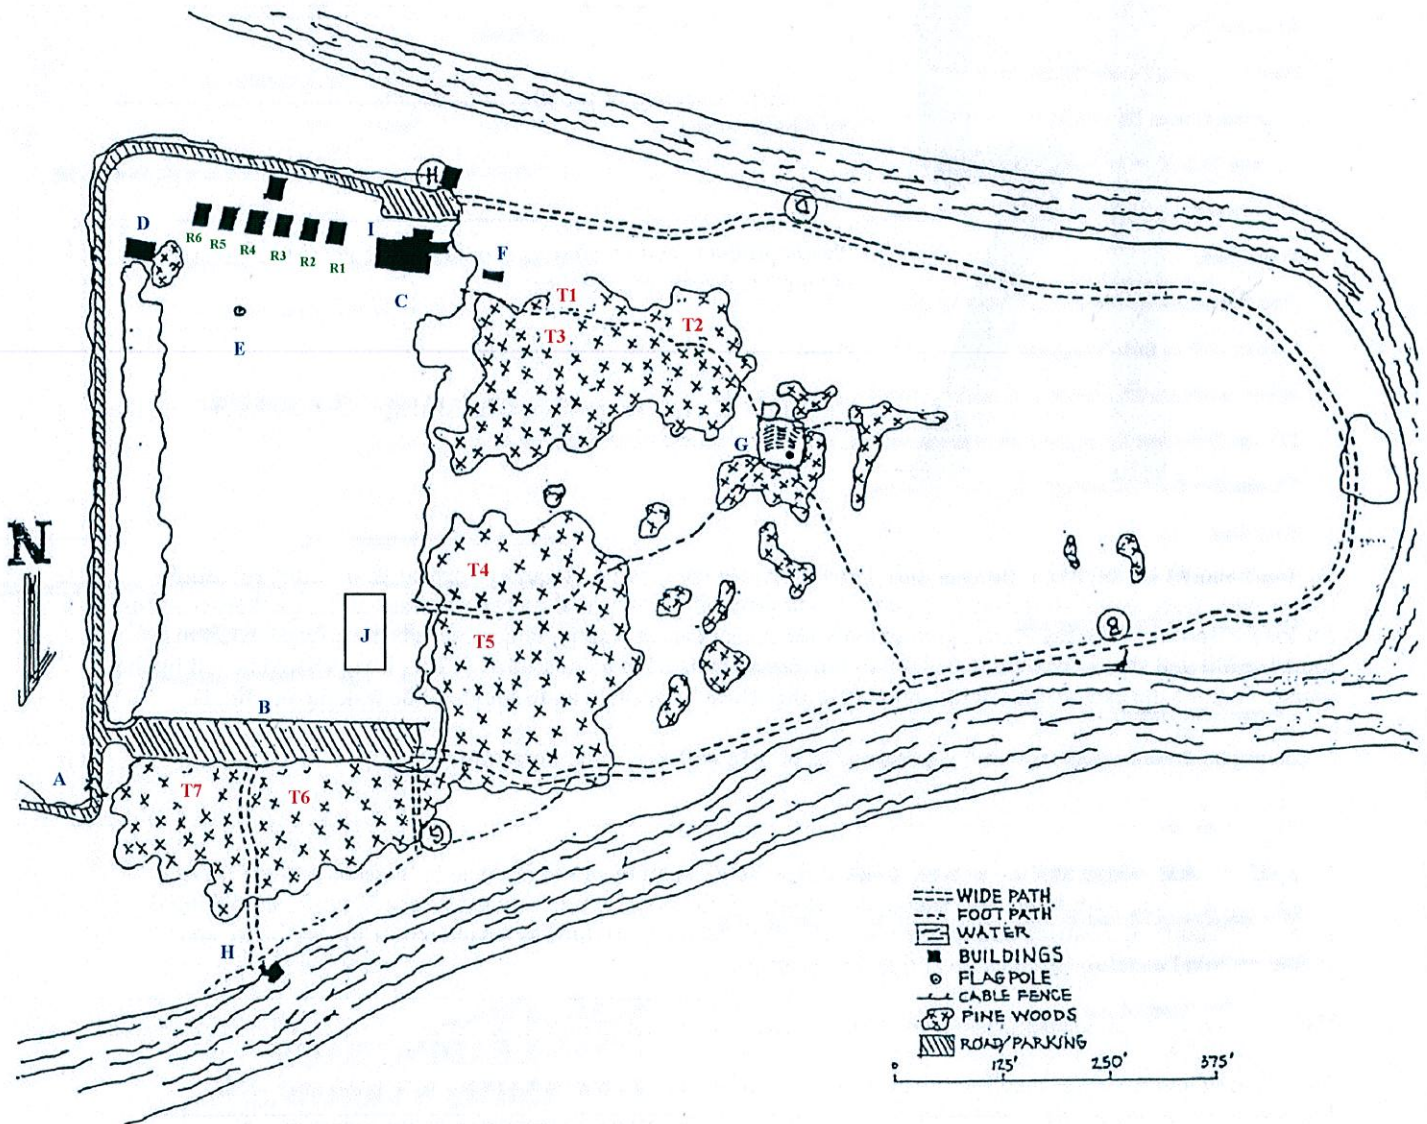 H
D
I
R6
R5
R4
R3
R2
R1
F
C
T1
T2
T3
E
G
N
T4
J
T5
8
B
A
T7
T6
H
WIDE PATH
FOOT PATH
WATER
BUILDINGS
FLAGPOLE
CABLE FENCE
PINE WOODS
ROAD/PARKING
0 125' 250' 375'